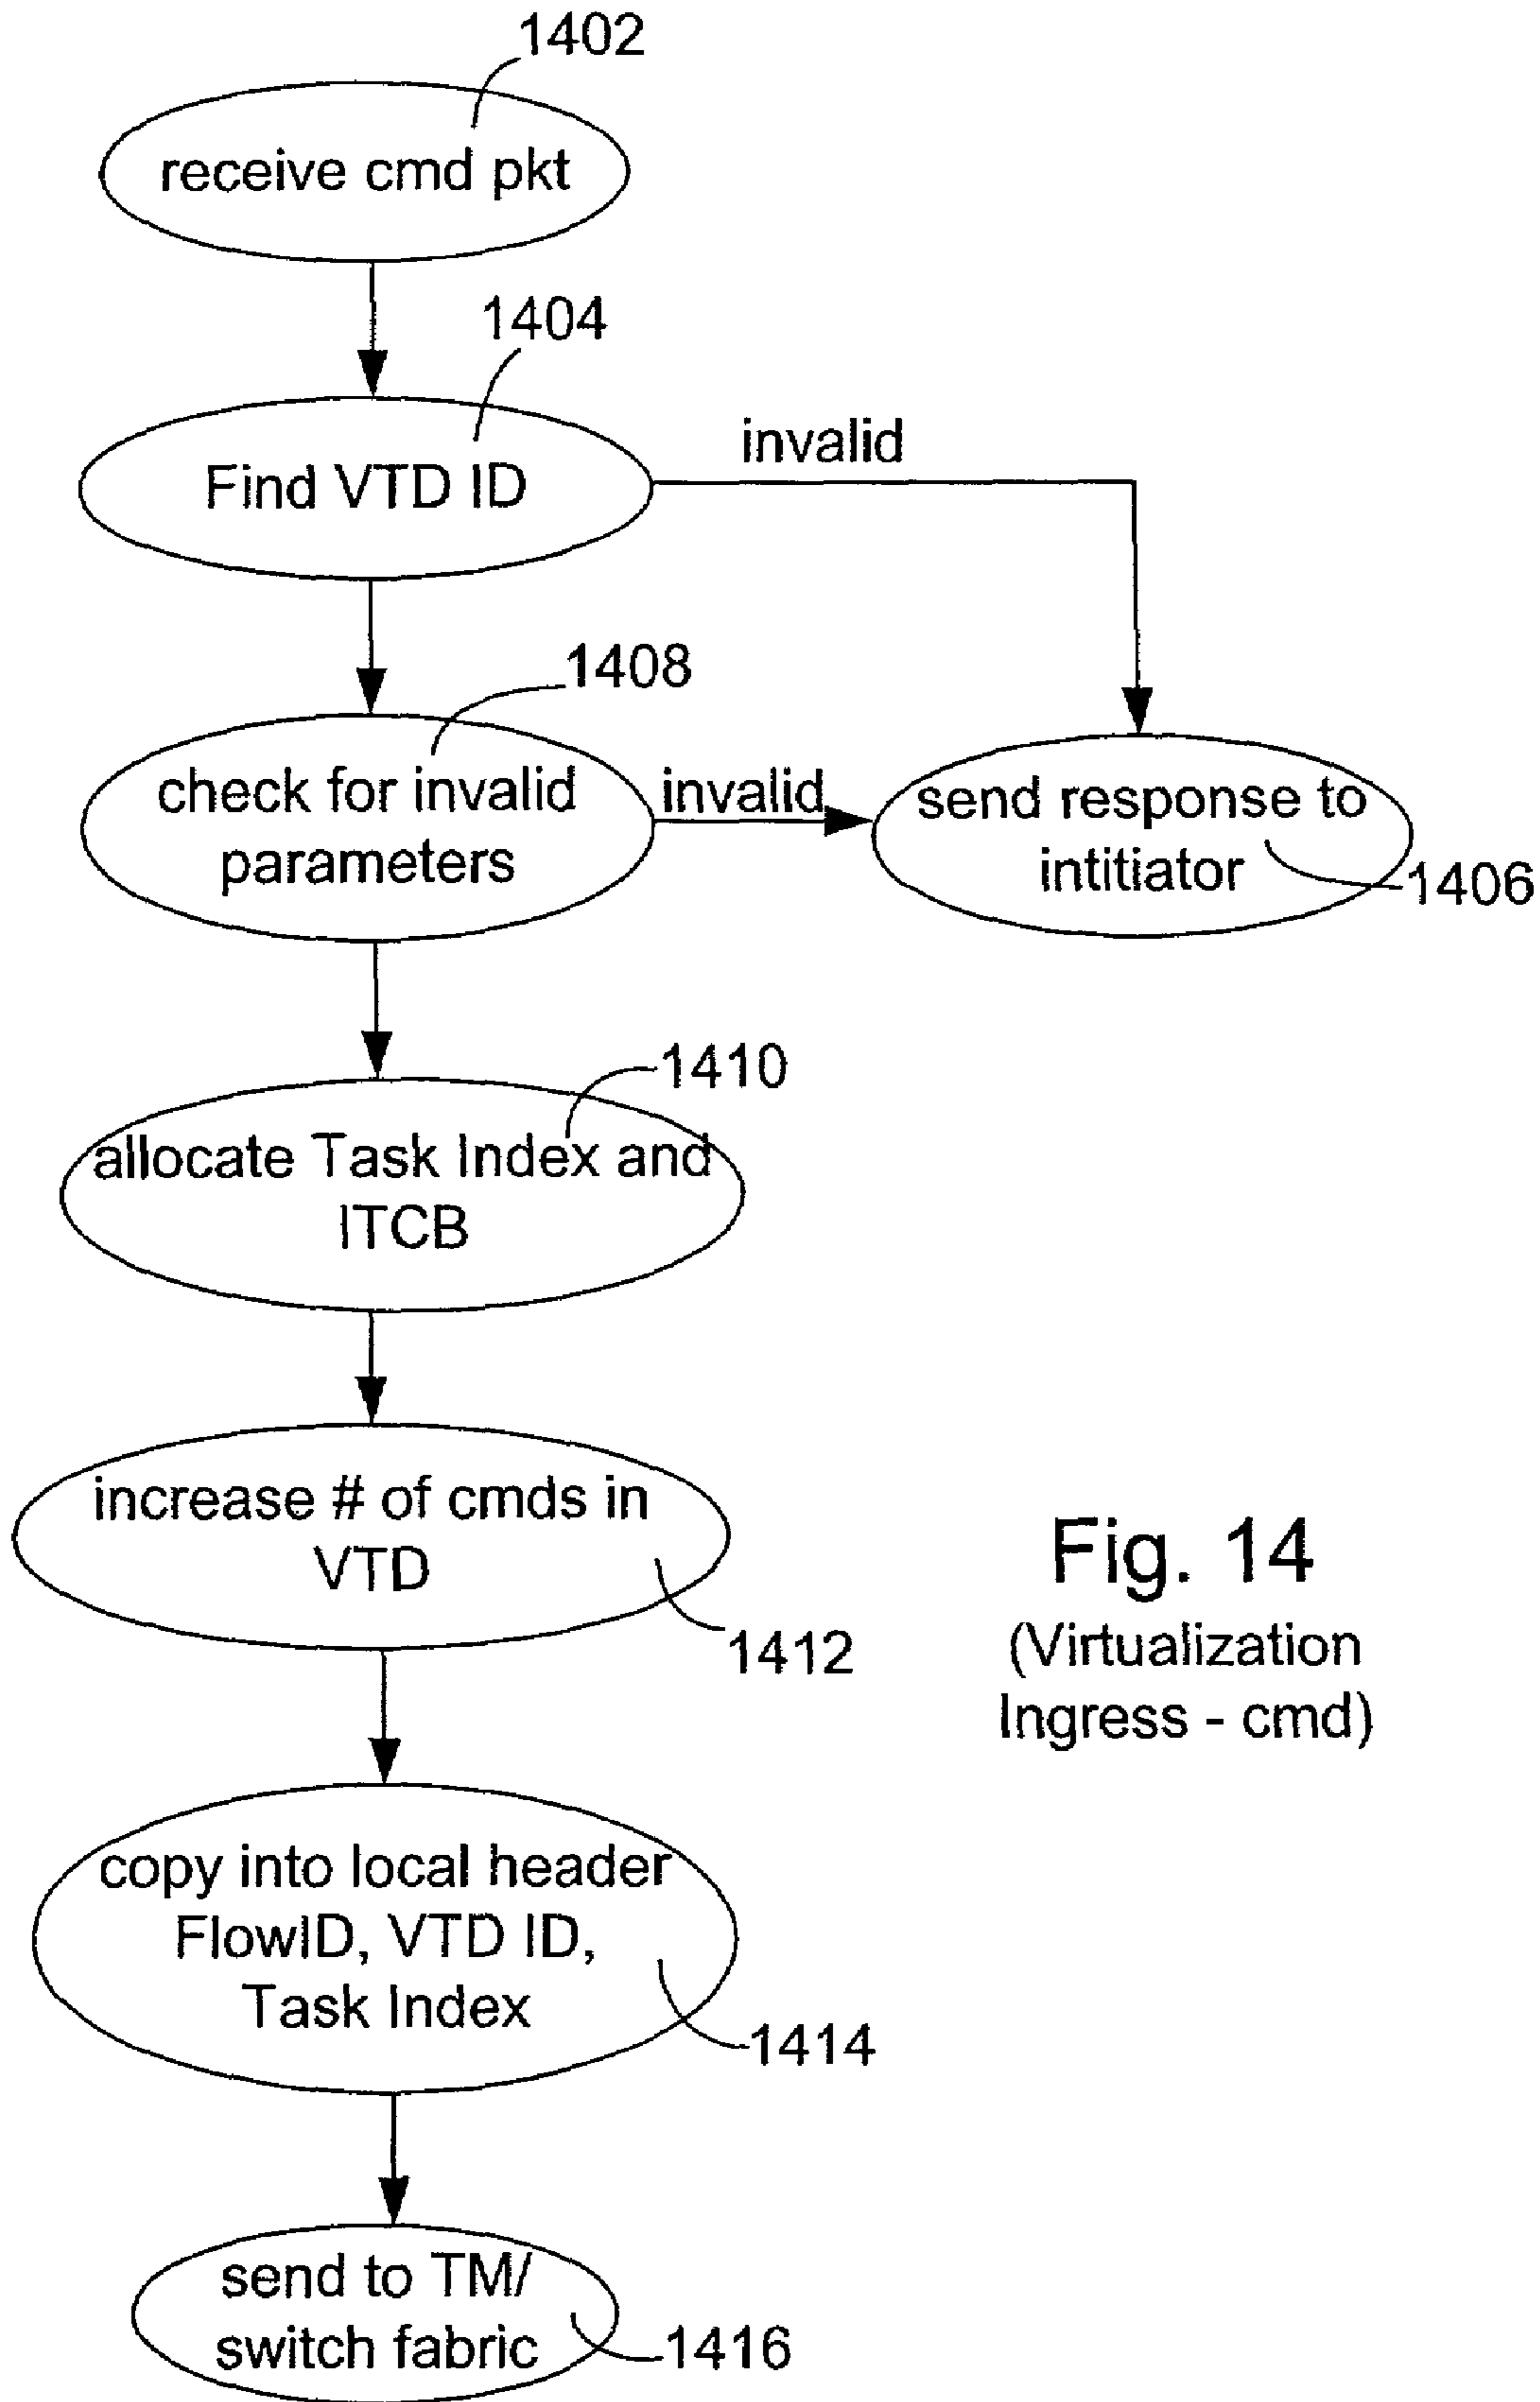 1402
receive cmd pkt
1404
Find VTD ID
invalid
1408
check for invalid
parameters
invalid
send response to
intitiator
1406
1410
allocate Task Index and
ITCB
increase # of cmds in
VTD
1412
copy into local header
FlowID, VTD ID,
Task Index
1414
send to TM/
switch fabric
1416
Fig. 14
(Virtualization
Ingress - cmd)